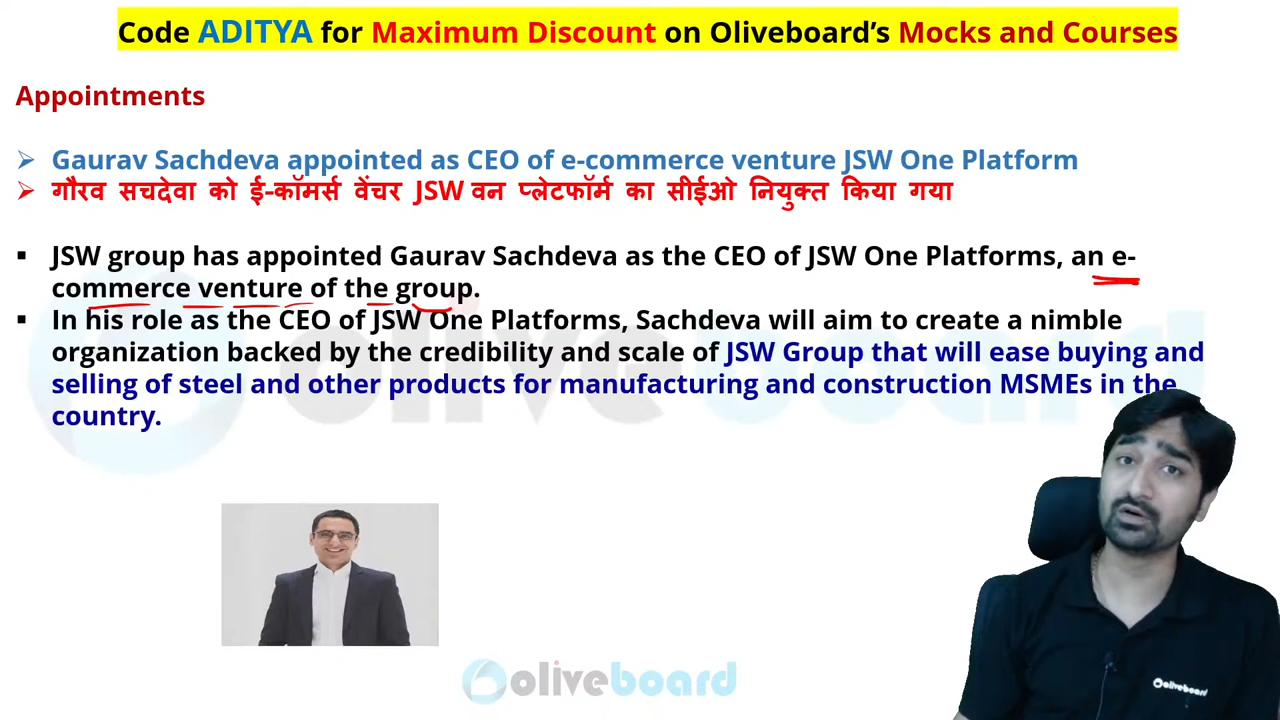 Code ADITYA for Maximum Discount on Oliveboard’s Mocks and Courses
Appointments
Gaurav Sachdeva appointed as CEO of e-commerce venture JSW One Platform
गौरव सचदेवा को ई-कॉमर्स वेंचर JSW वन प्लेटफॉर्म का सीईओ नियुक्त किया गया
JSW group has appointed Gaurav Sachdeva as the CEO of JSW One Platforms, an e-
commerce venture of the group.
In his role as the CEO of JSW One Platforms, Sachdeva will aim to create a nimble
organization backed by the credibility and scale of JSW Group that will ease buying and
selling of steel and other products for manufacturing and construction MSMEs in the
country.
oliveboard
oliveboard
oliveboard